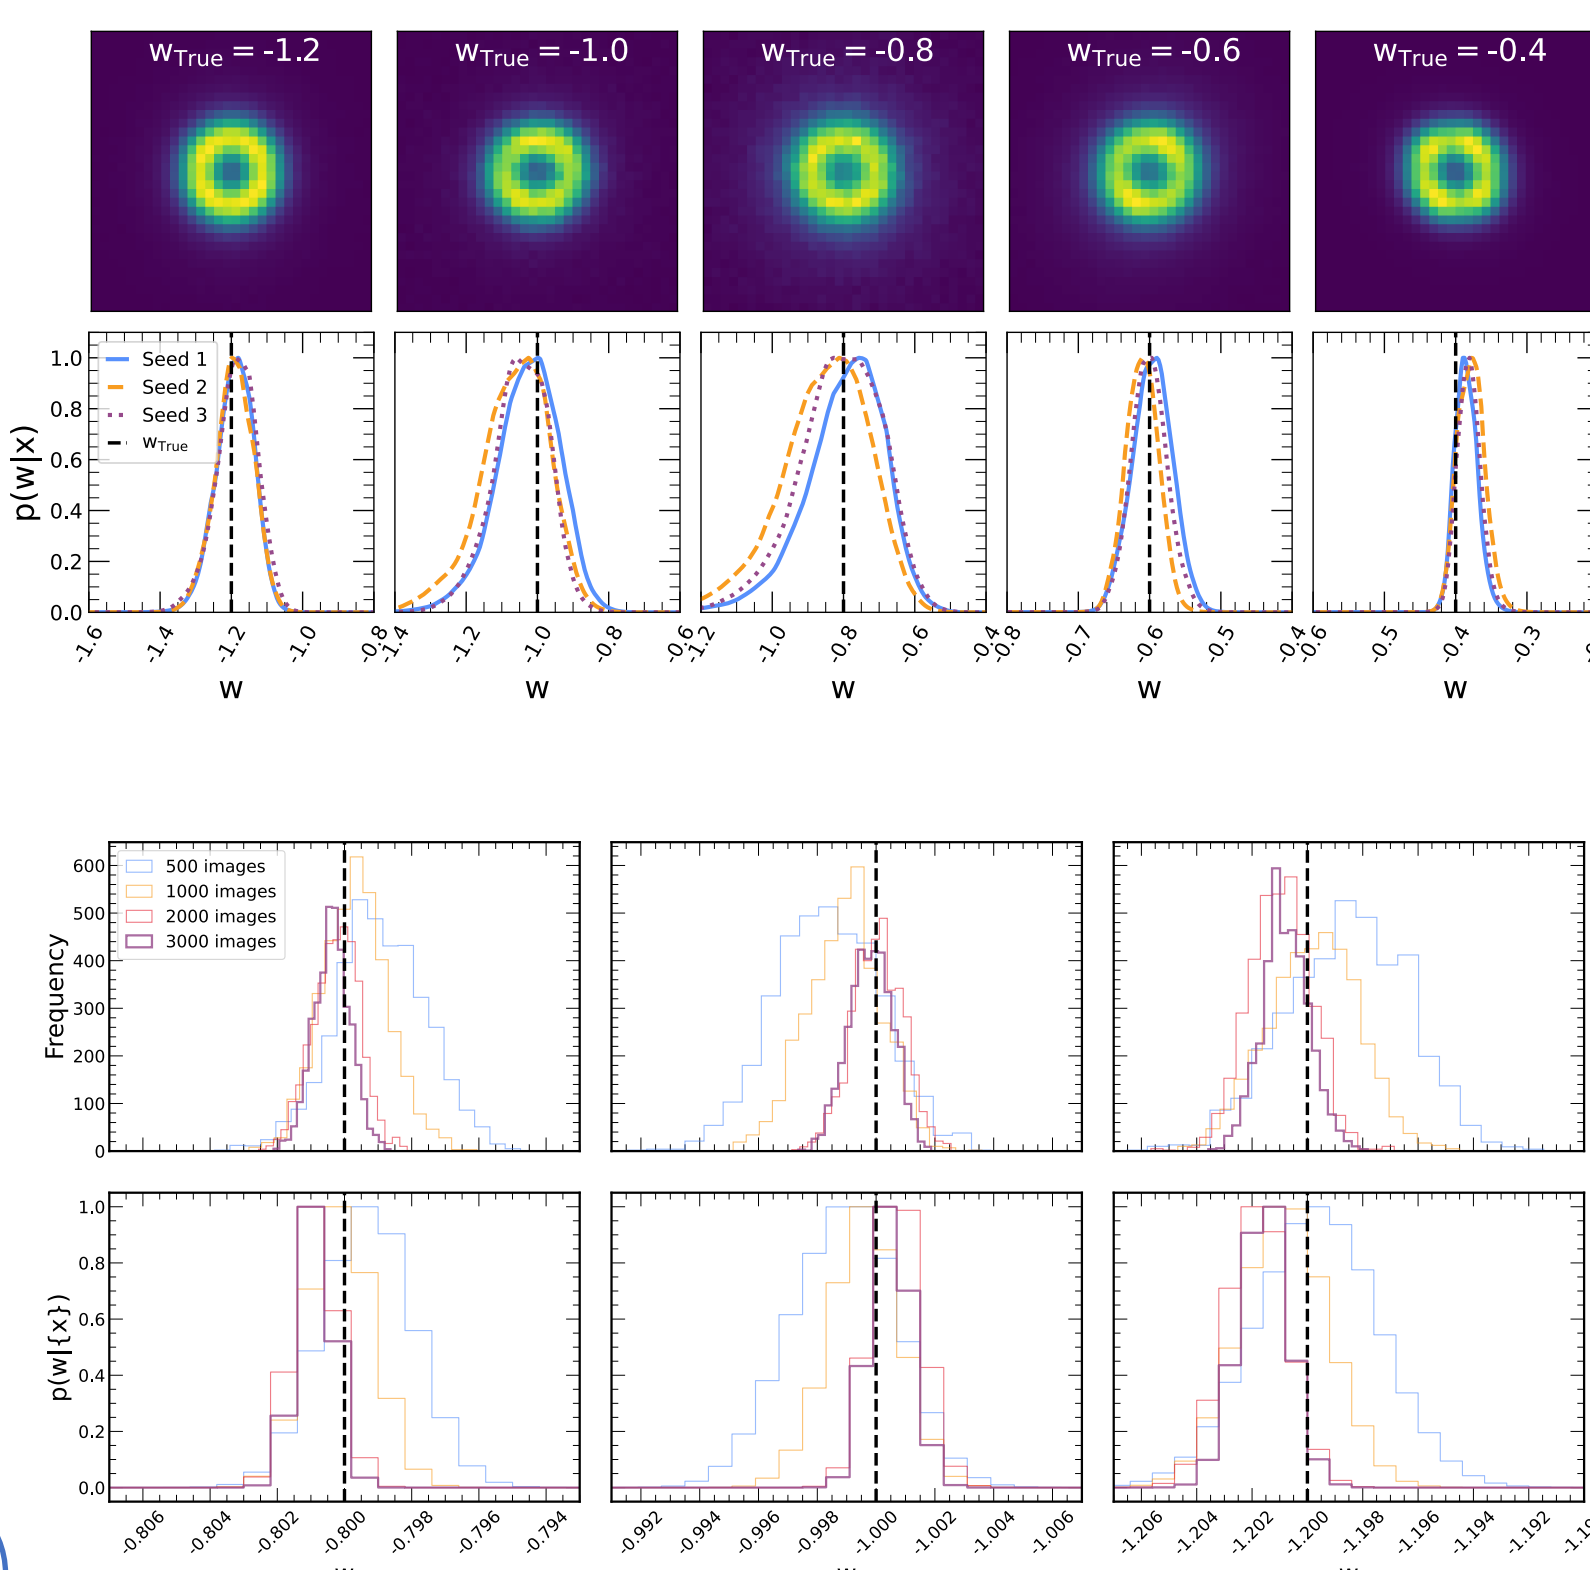 wTrue = -1.2 wTrue = -1.0 wTrue = -0.8 wTrue = -0.6 wTrue = -0.4
p(w|x)
1.0
0.8
0.6
0.4
0.2
0.0
Seed 1
Seed 2
Seed 3
wTrue
-1.6 -1.4 -1.2 -1.0 -0.8
-1.4 -1.2 -1.0 -0.8 -0.6
-1.2 -1.0 -0.8 -0.6 -0.4
-0.8 -0.7 -0.6 -0.5 -0.4
-0.6 -0.5 -0.4 -0.3
w w w w w
Frequency
600
500
400
300
200
100
0
500 images
1000 images
2000 images
3000 images
p(w|{x})
1.0
0.8
0.6
0.4
0.2
0.0
-0.806 -0.804 -0.802 -0.800 -0.798 -0.796 -0.794
-0.992 -0.994 -0.996 -0.998 -1.000 -1.002 -1.004 -1.006
-1.206 -1.204 -1.202 -1.200 -1.198 -1.196 -1.194 -1.192